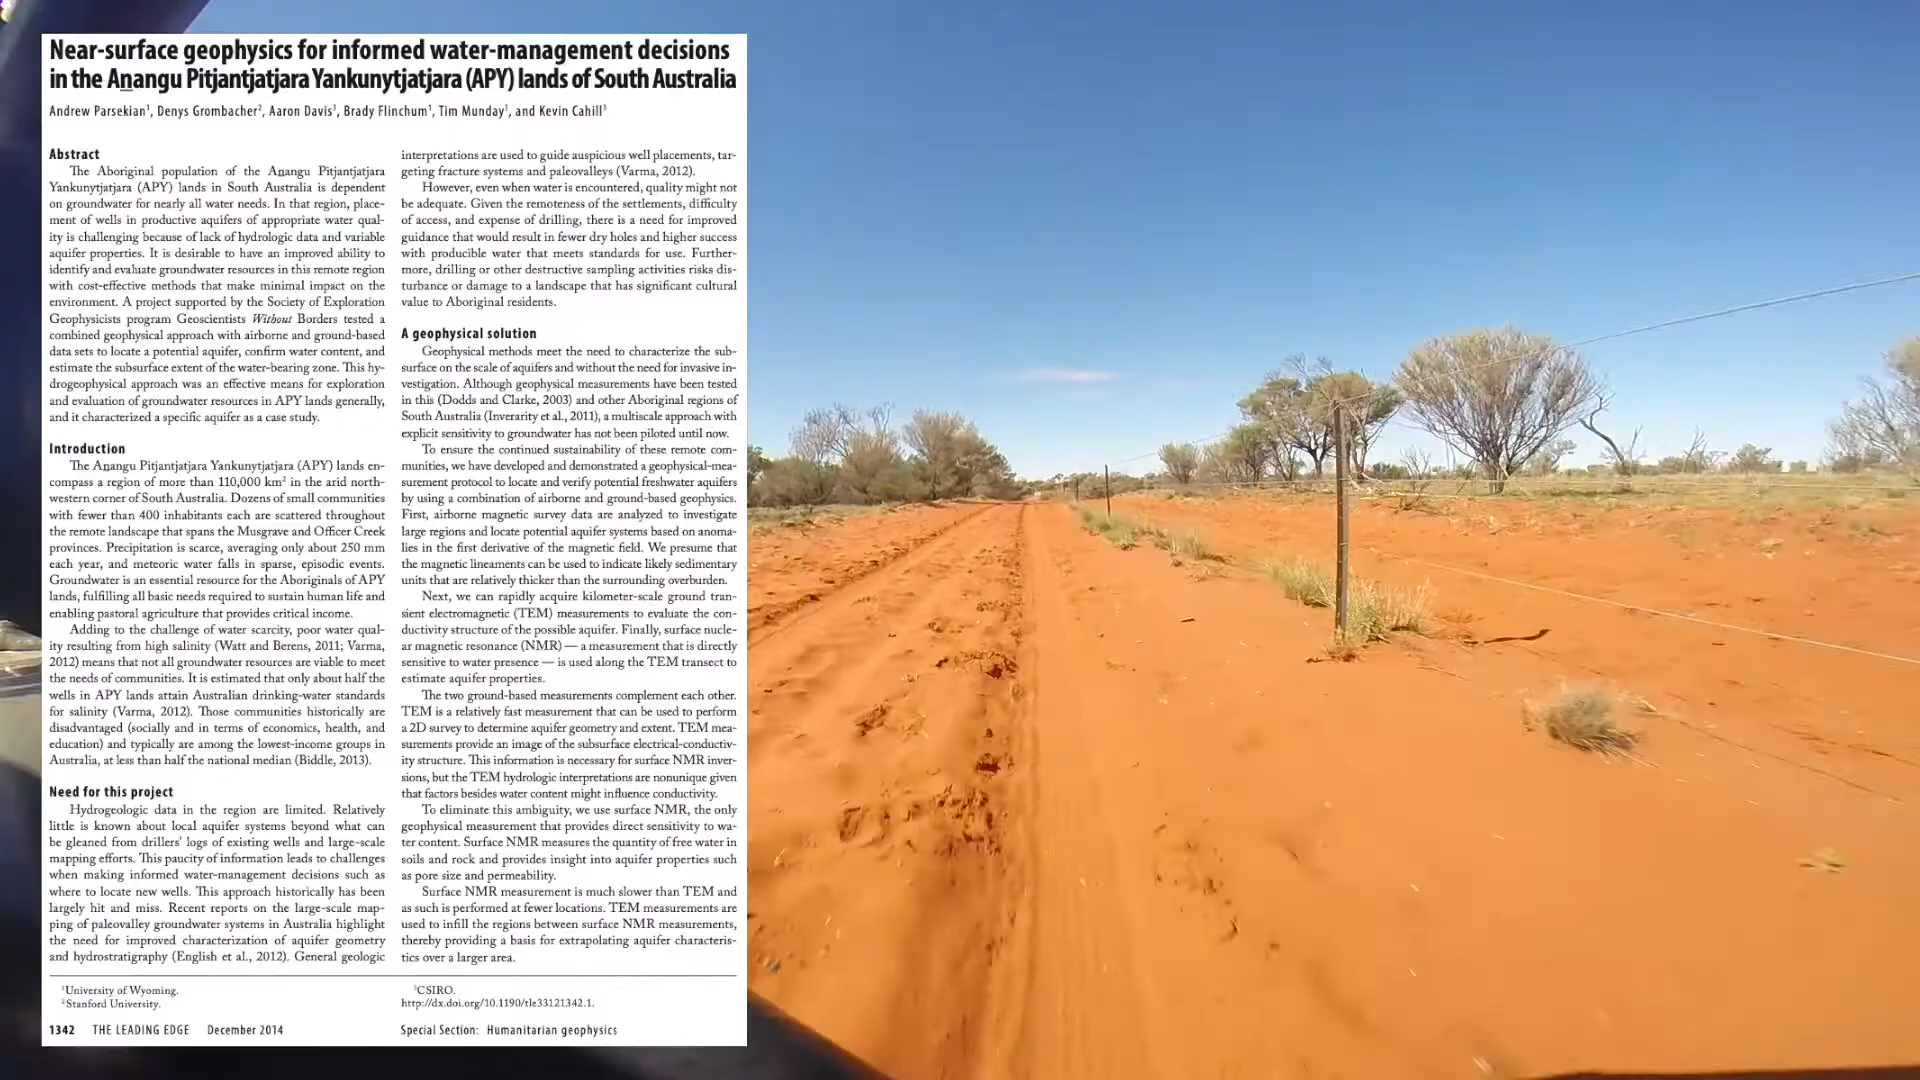 Near-surface geophysics for informed water-management decisions
in the Anangu Pitjantjatjara Yankunytjatjara (APY) lands of South Australia
Andrew Parsekian¹, Denys Grombacher², Aaron Davis³, Brady Flinchum¹, Tim Munday³, and Kevin Cahill³
Abstract
The Aboriginal population of the Anangu Pitjantjatjara
Yankunytjatjara (APY) lands in South Australia is dependent
on groundwater for nearly all water needs. In that region, place-
ment of wells in productive aquifers of appropriate water qual-
ity is challenging because of lack of hydrologic data and variable
aquifer properties. It is desirable to have an improved ability to
identify and evaluate groundwater resources in this remote region
with cost-effective methods that make minimal impact on the
environment. A project supported by the Society of Exploration
Geophysicists program Geoscientists Without Borders tested a
combined geophysical approach with airborne and ground-based
data sets to locate a potential aquifer, confirm water content, and
estimate the subsurface extent of the water-bearing zone. This hy-
drogeophysical approach was an effective means for exploration
and evaluation of groundwater resources in APY lands generally,
and it characterized a specific aquifer as a case study.
Introduction
The Anangu Pitjantjatjara Yankunytjatjara (APY) lands en-
compass a region of more than 110,000 km² in the arid north-
western corner of South Australia. Dozens of small communities
with fewer than 400 inhabitants each are scattered throughout
the remote landscape that spans the Musgrave and Officer Creek
provinces. Precipitation is scarce, averaging only about 250 mm
each year, and meteoric water falls in sparse, episodic events.
Groundwater is an essential resource for the Aboriginals of APY
lands, fulfilling all basic needs required to sustain human life and
enabling pastoral agriculture that provides critical income.
Adding to the challenge of water scarcity, poor water qual-
ity resulting from high salinity (Watt and Berens, 2011; Varma,
2012) means that not all groundwater resources are viable to meet
the needs of communities. It is estimated that only about half the
wells in APY lands attain Australian drinking-water standards
for salinity (Varma, 2012). Those communities historically are
disadvantaged (socially and in terms of economics, health, and
education) and typically are among the lowest-income groups in
Australia, at less than half the national median (Biddle, 2013).
Need for this project
Hydrogeologic data in the region are limited. Relatively
little is known about local aquifer systems beyond what can
be gleaned from drillers' logs of existing wells and large-scale
mapping efforts. This paucity of information leads to challenges
when making informed water-management decisions such as
where to locate new wells. This approach historically has been
largely hit and miss. Recent reports on the large-scale map-
ping of paleovalley groundwater systems in Australia highlight
the need for improved characterization of aquifer geometry
and hydrostratigraphy (English et al., 2012). General geologic
interpretations are used to guide auspicious well placements, tar-
geting fracture systems and paleovalleys (Varma, 2012).
However, even when water is encountered, quality might not
be adequate. Given the remoteness of the settlements, difficulty
of access, and expense of drilling, there is a need for improved
guidance that would result in fewer dry holes and higher success
with producible water that meets standards for use. Further-
more, drilling or other destructive sampling activities risks dis-
turbance or damage to a landscape that has significant cultural
value to Aboriginal residents.
A geophysical solution
Geophysical methods meet the need to characterize the sub-
surface on the scale of aquifers and without the need for invasive in-
vestigation. Although geophysical measurements have been tested
in this (Dodds and Clarke, 2003) and other Aboriginal regions of
South Australia (Inverarity et al., 2011), a multiscale approach with
explicit sensitivity to groundwater has not been piloted until now.
To ensure the continued sustainability of these remote com-
munities, we have developed and demonstrated a geophysical-mea-
surement protocol to locate and verify potential freshwater aquifers
by using a combination of airborne and ground-based geophysics.
First, airborne magnetic survey data are analyzed to investigate
large regions and locate potential aquifer systems based on anoma-
lies in the first derivative of the magnetic field. We presume that
the magnetic lineaments can be used to indicate likely sedimentary
units that are relatively thicker than the surrounding overburden.
Next, we can rapidly acquire kilometer-scale ground tran-
sient electromagnetic (TEM) measurements to evaluate the con-
ductivity structure of the possible aquifer. Finally, surface nucle-
ar magnetic resonance (NMR) — a measurement that is directly
sensitive to water presence — is used along the TEM transect to
estimate aquifer properties.
The two ground-based measurements complement each other.
TEM is a relatively fast measurement that can be used to perform
a 2D survey to determine aquifer geometry and extent. TEM mea-
surements provide an image of the subsurface electrical-conductiv-
ity structure. This information is necessary for surface NMR inver-
sions, but the TEM hydrologic interpretations are nonunique given
that factors besides water content might influence conductivity.
To eliminate this ambiguity, we use surface NMR, the only
geophysical measurement that provides direct sensitivity to wa-
ter content. Surface NMR measures the quantity of free water in
soils and rock and provides insight into aquifer properties such
as pore size and permeability.
Surface NMR measurement is much slower than TEM and
as such is performed at fewer locations. TEM measurements are
used to infill the regions between surface NMR measurements,
thereby providing a basis for extrapolating aquifer characteris-
tics over a larger area.
¹University of Wyoming.
²Stanford University.
³CSIRO.
http://dx.doi.org/10.1190/tle33121342.1.
1342 THE LEADING EDGE December 2014
Special Section: Humanitarian geophysics